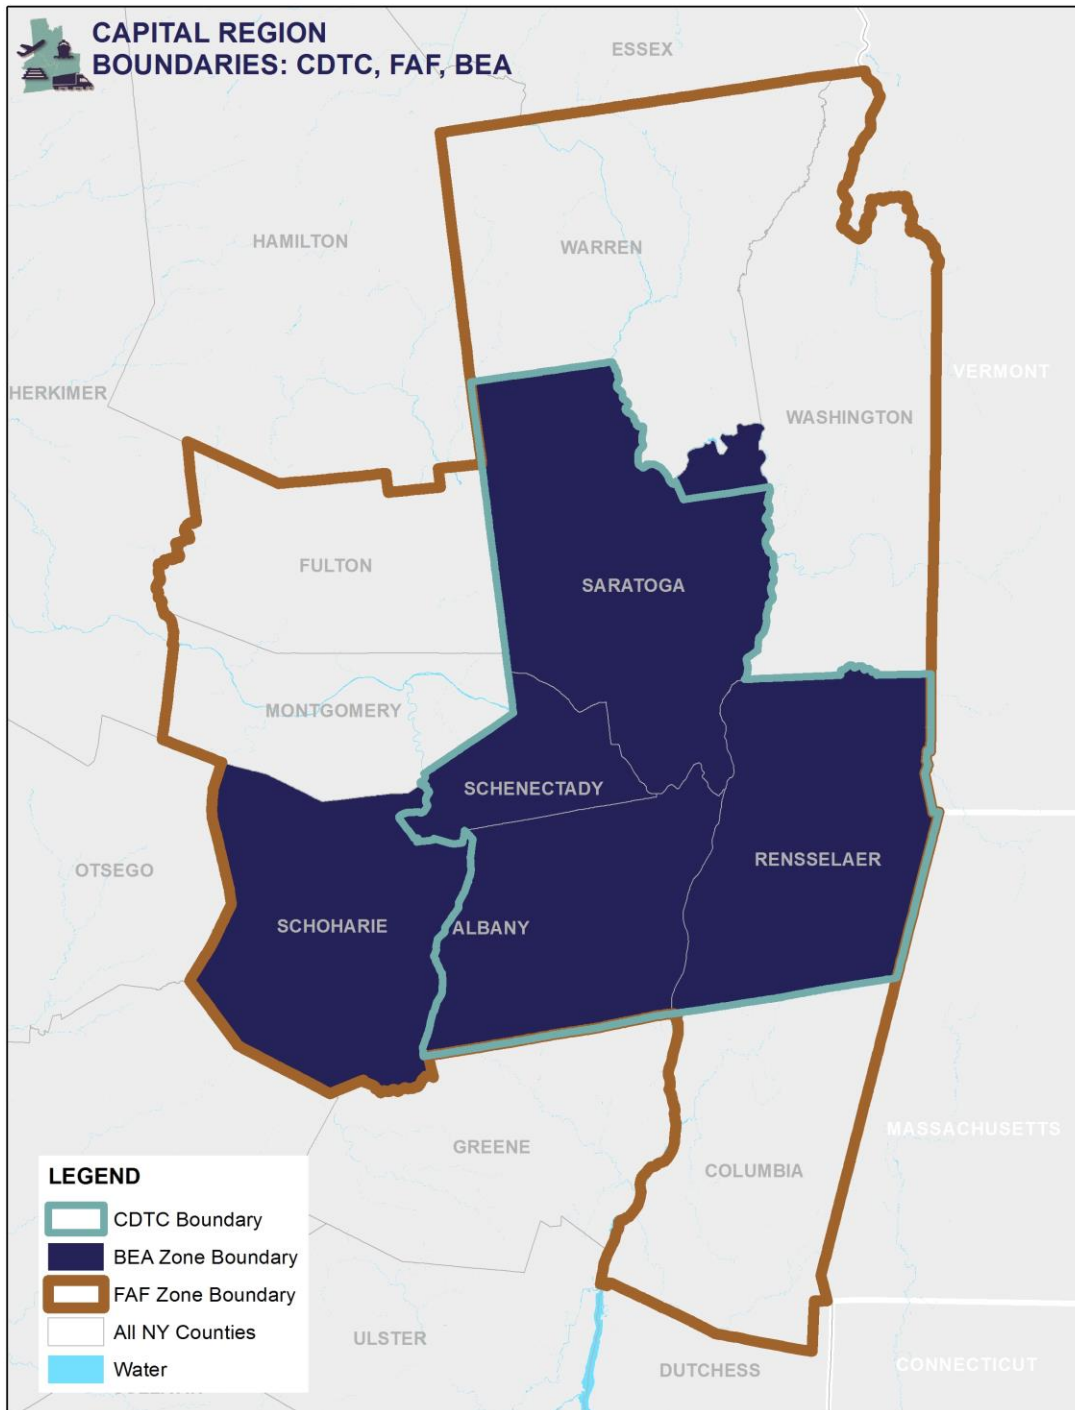 CAPITAL REGION
BOUNDARIES: CDTC, FAF, BEA
ESSEX
HAMILTON
WARREN
HERKIMER
VERMONT
WASHINGTON
FULTON
SARATOGA
MONTGOMERY
SCHENECTADY
RENSSELAER
OTSEGO
SCHOHARIE
ALBANY
MASSACHUSETTS
GREENE
COLUMBIA
LEGEND
CDTC Boundary
BEA Zone Boundary
FAF Zone Boundary
All NY Counties
Water
ULSTER
DUTCHESS
CONNECTICUT